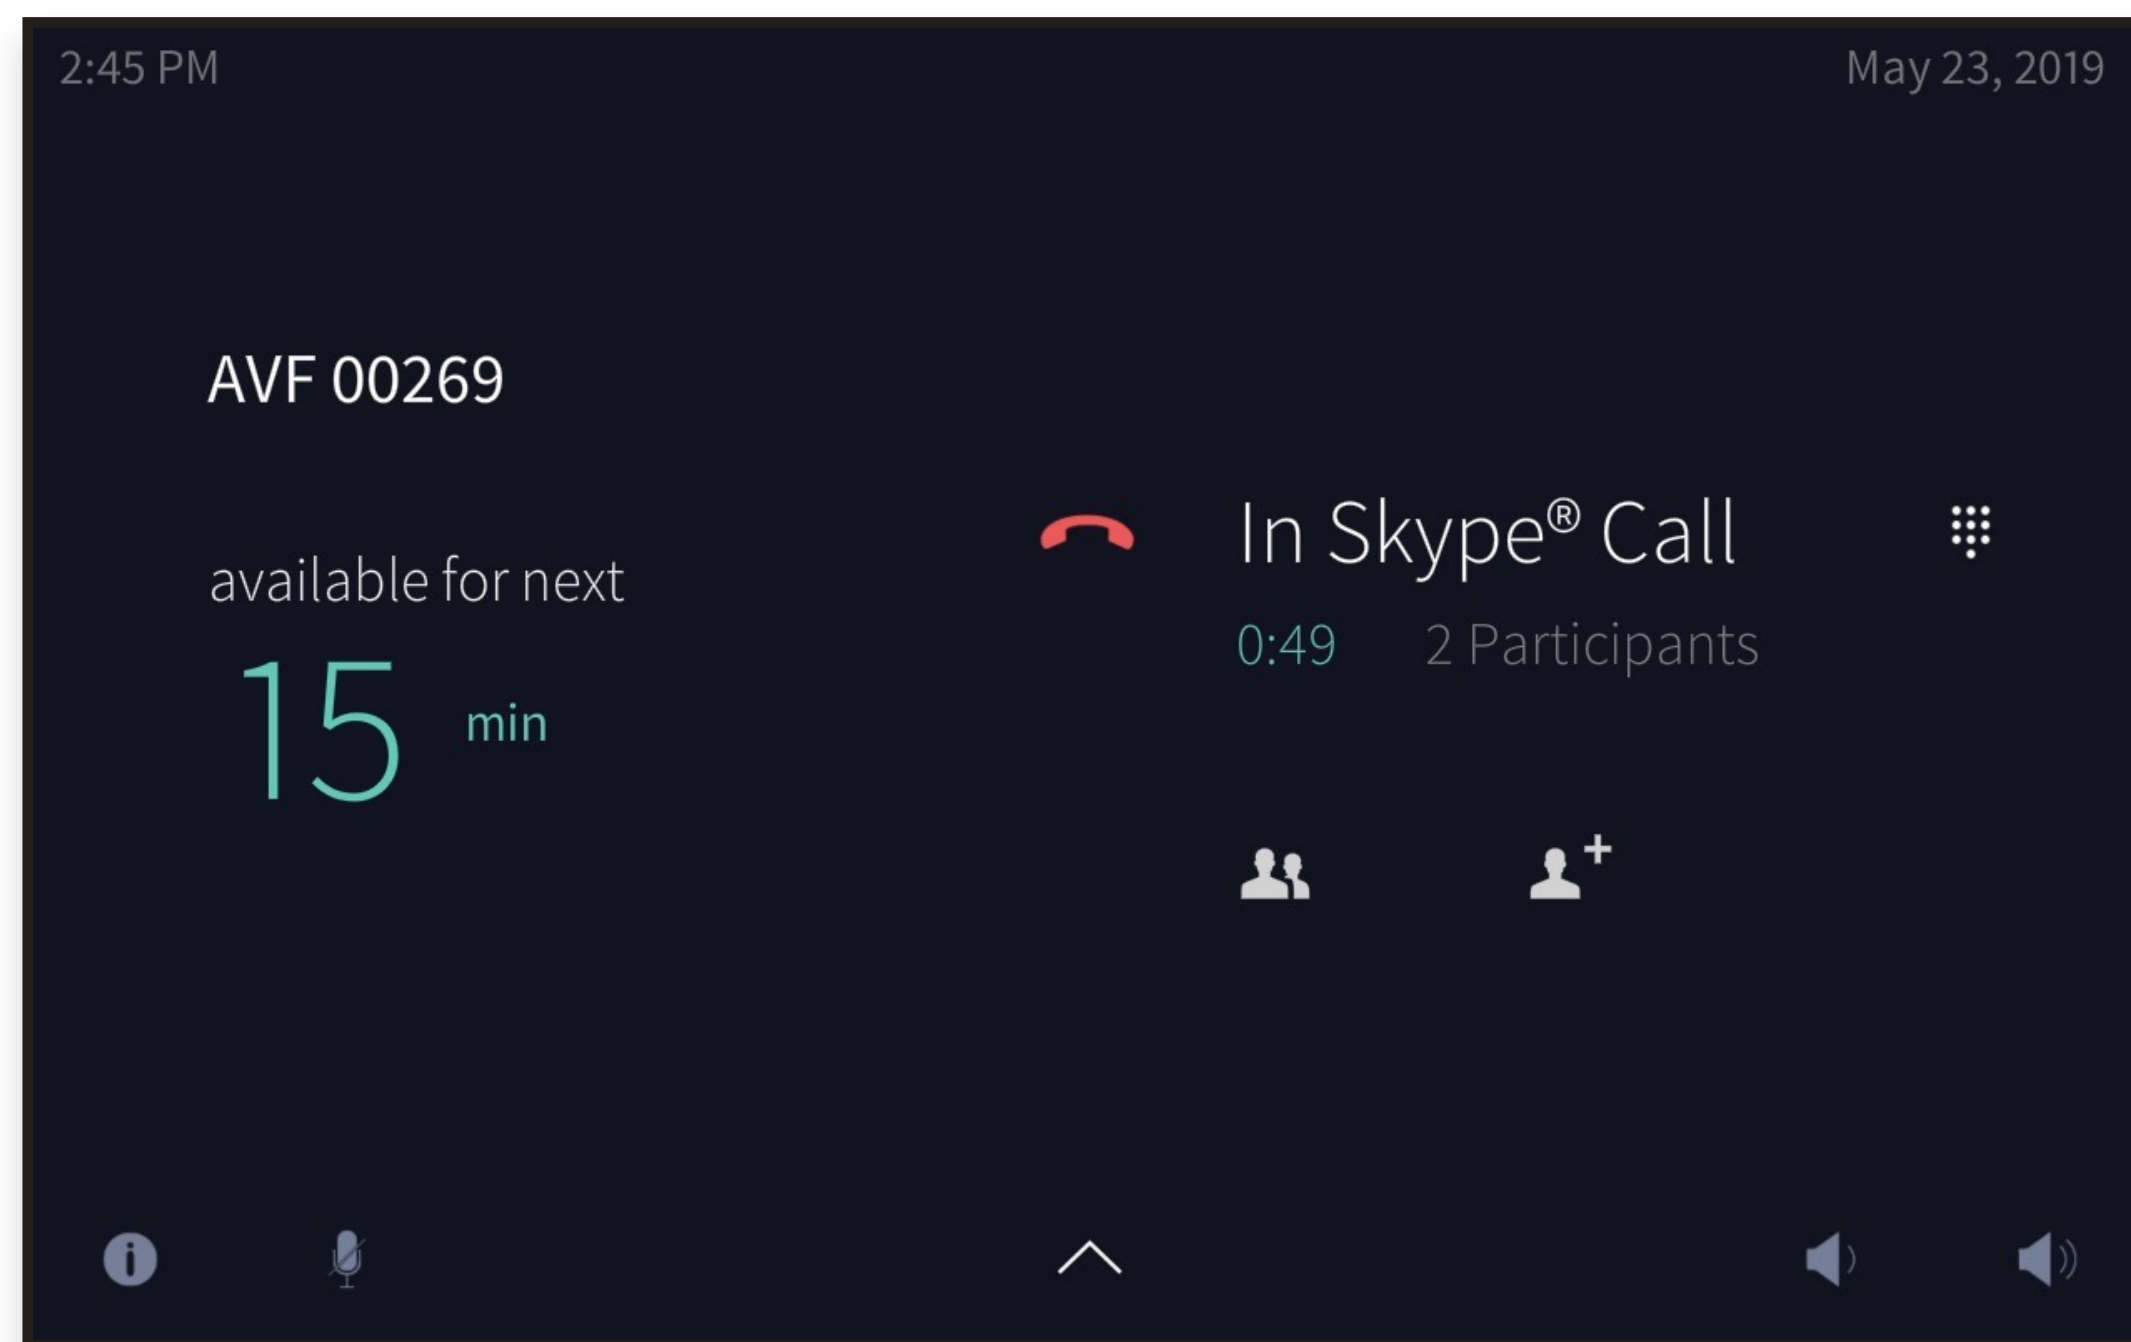 2:45 PM
May 23, 2019
AVF 00269
available for next
15 min
In Skype® Call
0:49 2 Participants